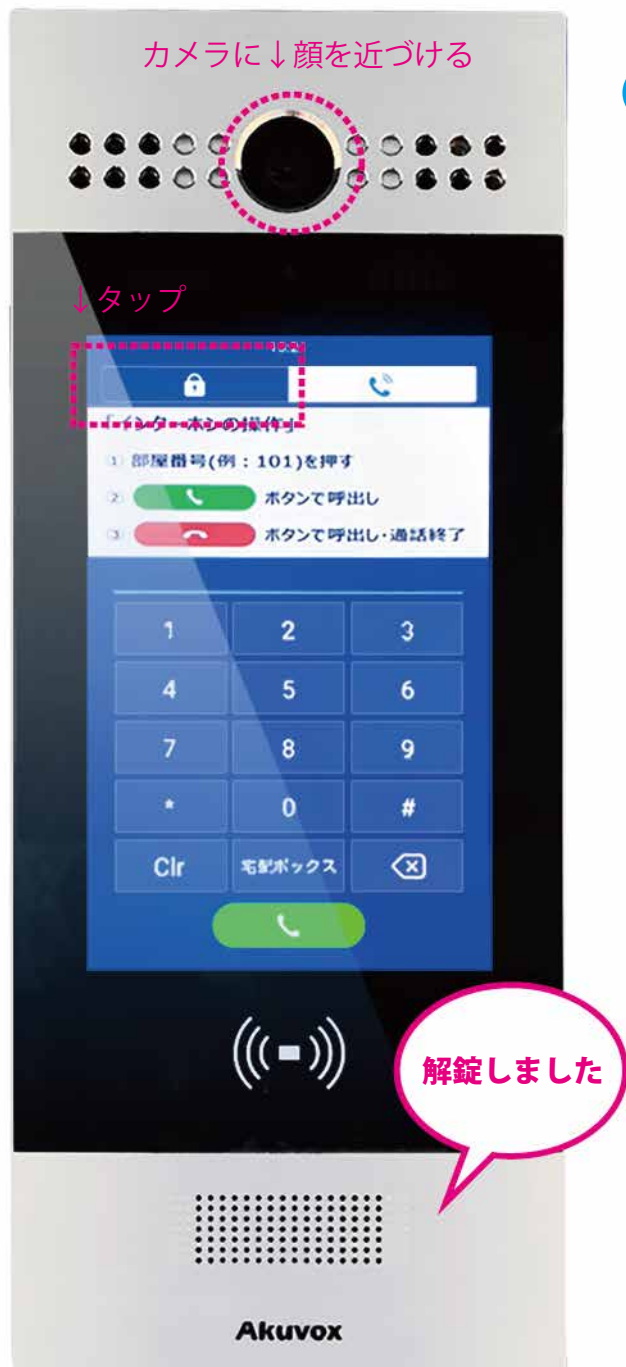 カメラに↓顔を近づける
↓タップ
「インターホンの操作」
① 部屋番号(例:101)を押す
② ボタンで呼出し
③ ボタンで呼出し・通話終了
1 2 3
4 5 6
7 8 9
* 0 #
Clr 宅配ボックス
解錠しました
Akuvox